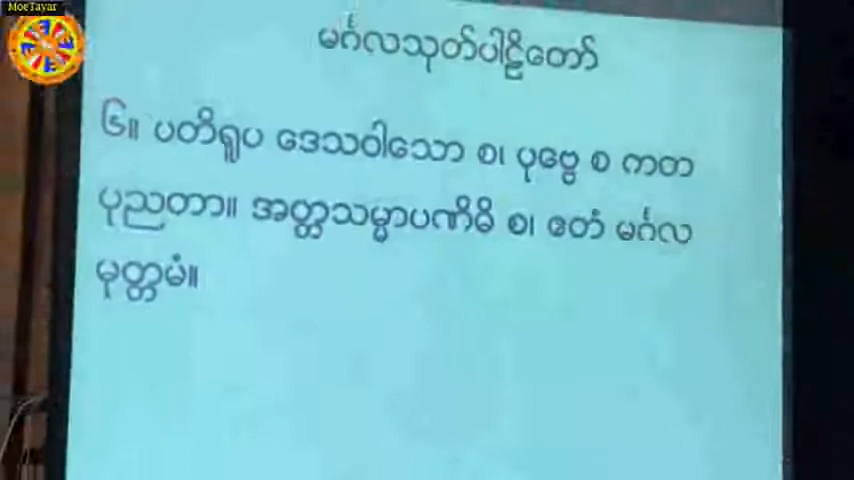 MoeTayar
မင်္ဂလသုတ်ပါဠိတော်
၆။ ပတိရူပ ဒေသဝါသော စ၊ ပုဗ္ဗေ စ ကတ
ပုညတာ။ အတ္တသမ္မာပဏိဓိ စ၊ ဧတံ မင်္ဂလ
မုတ္တမံ။